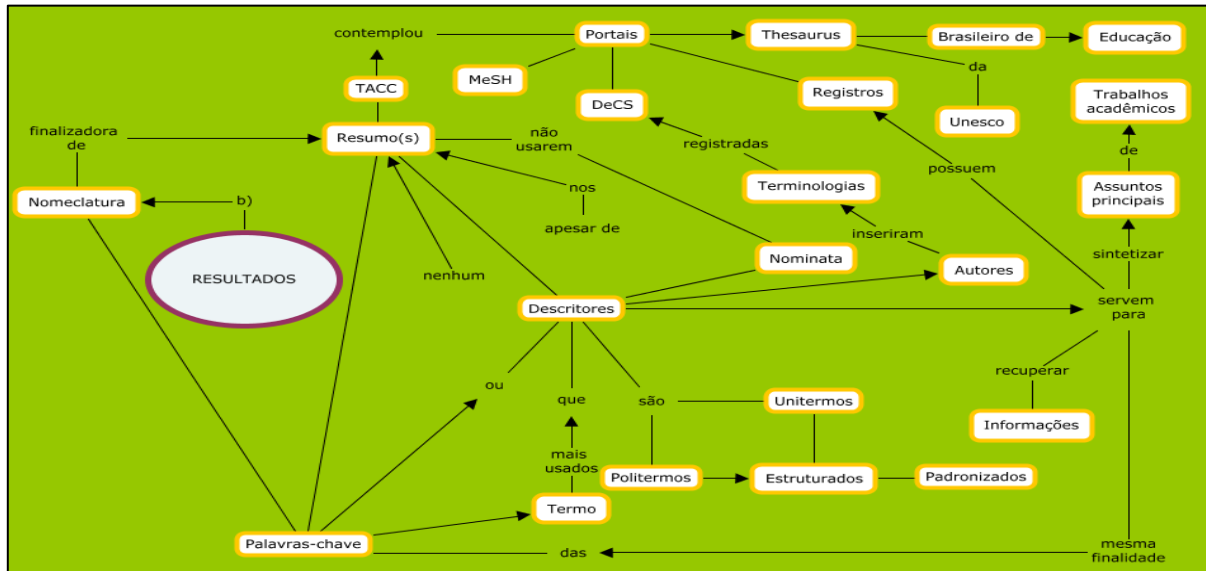 contemplou
Portais
Thesaurus
Brasileiro de
Educação
MeSH
da
TACC
DeCS
Registros
Unesco
Trabalhos
acadêmicos
finalizadora
de
Resumo(s)
não
usarem
registradas
de
possuem
nos
Terminologias
Assuntos
principais
Nomeclatura
b)
apesar de
inseriram
sintetizar
RESULTADOS
nenhum
Nominata
Autores
Descritores
servem
para
ou
que
são
Unitermos
recuperar
Informações
mais
usados
Politermos
Estruturados
Padronizados
Termo
Palavras-chave
das
mesma
finalidade